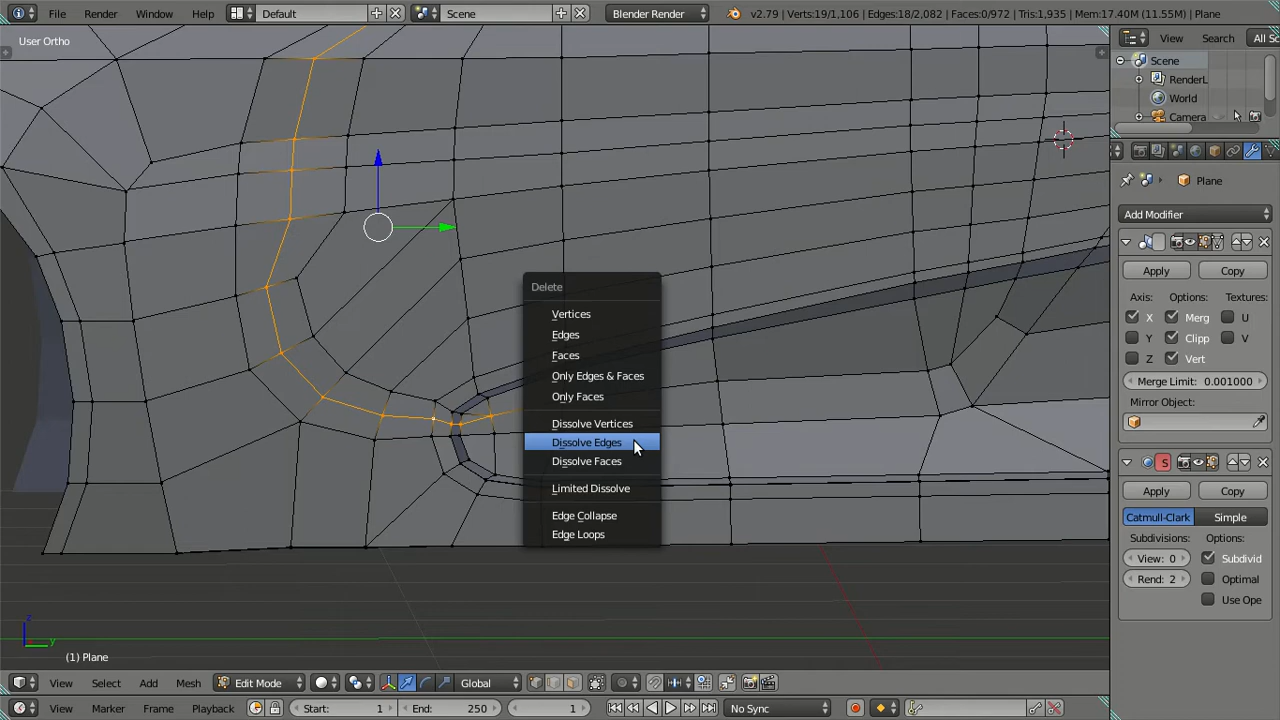 File Render Window Help Default Scene Blender Render v2.79 | Verts:19/1,106 | Edges:18/2,082 | Faces:0/972 | Tris:1,935 | Mem:17.40M (11.55M) | Plane
User Ortho
View Search All Sc
Scene
RenderL
World
Camera
Plane
Add Modifier
Apply Copy
Axis: Options: Textures:
X Merg U
Y Clipp V
Z Vert
Merge Limit: 0.001000
Mirror Object:
S
Apply Copy
Catmull-Clark Simple
Subdivisions: Options:
View: 0 Subdivid
Rend: 2 Optimal
Use Ope
Delete
Vertices
Edges
Faces
Only Edges & Faces
Only Faces
Dissolve Vertices
Dissolve Edges
Dissolve Faces
Limited Dissolve
Edge Collapse
Edge Loops
z
y
(1) Plane
View Select Add Mesh Edit Mode Global
View Marker Frame Playback Start: 1 End: 250 1 No Sync